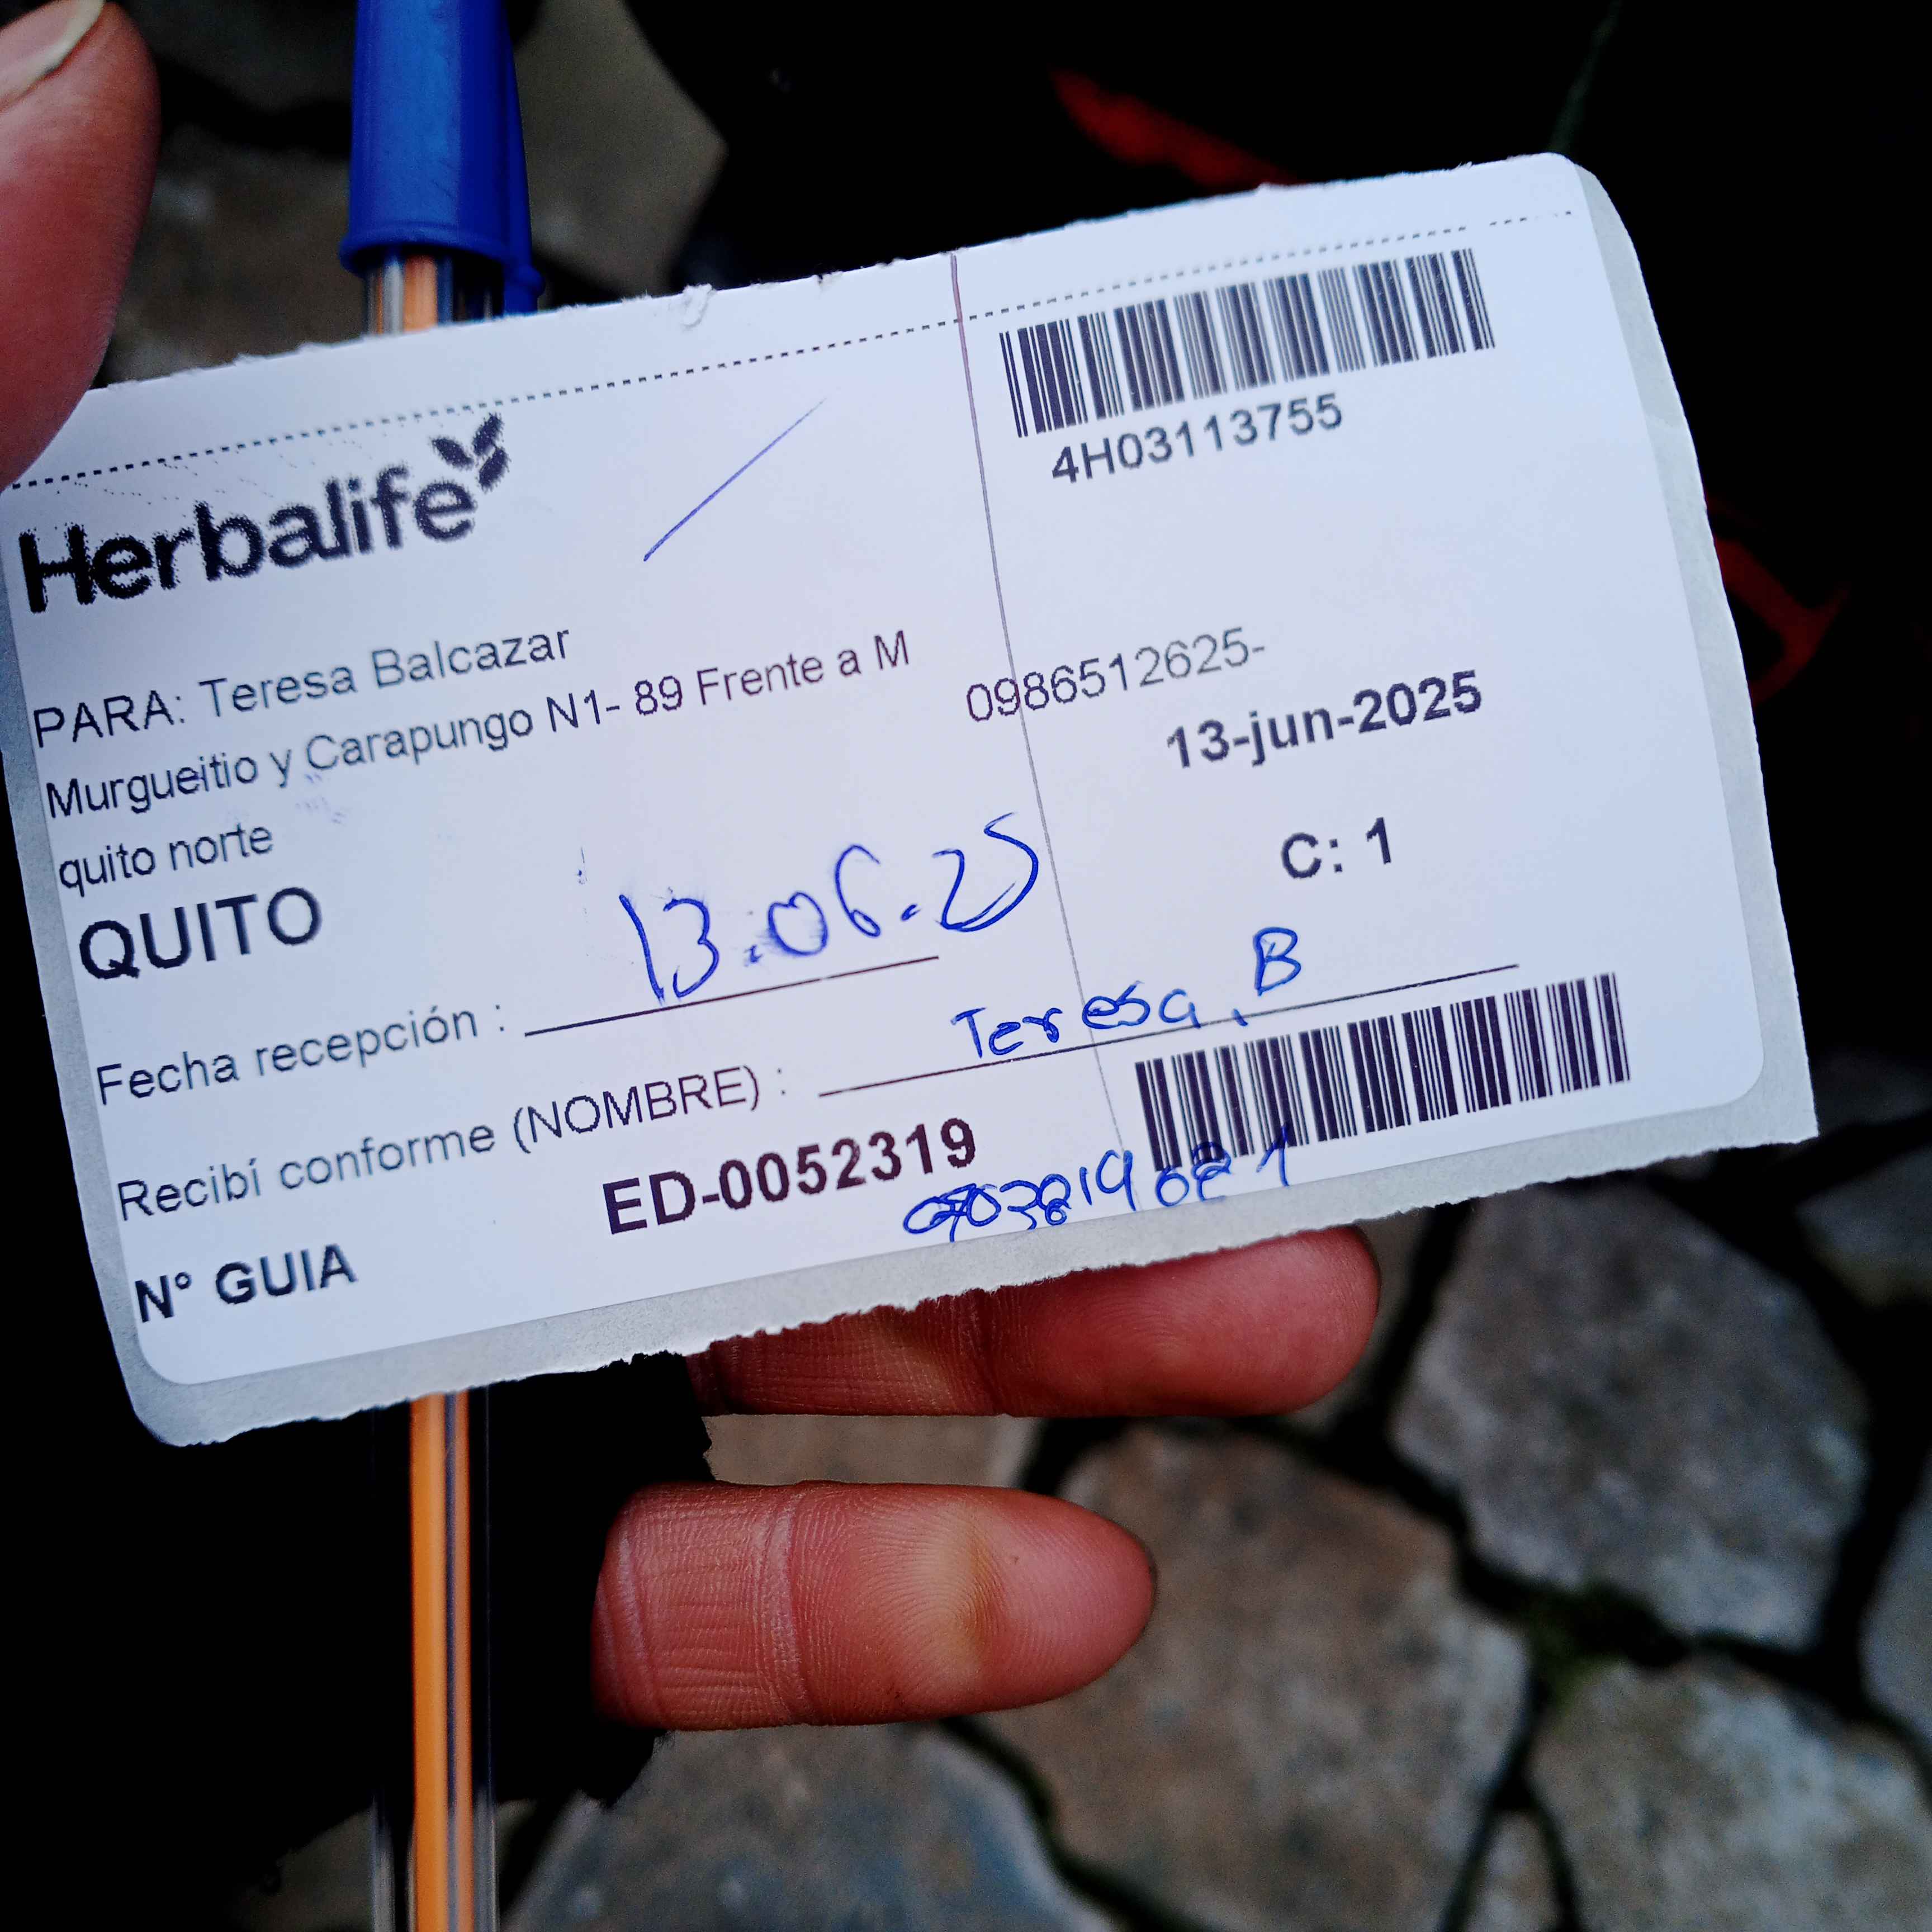 Herbalife
4H03113755
PARA: Teresa Balcazar
Murgueitio y Carapungo N1- 89 Frente a M
0986512625-
quito norte
13-jun-2025
QUITO
C: 1
Fecha recepción : 13.06.25
Recibí conforme (NOMBRE) : Teresa. B
N° GUIA ED-0052319